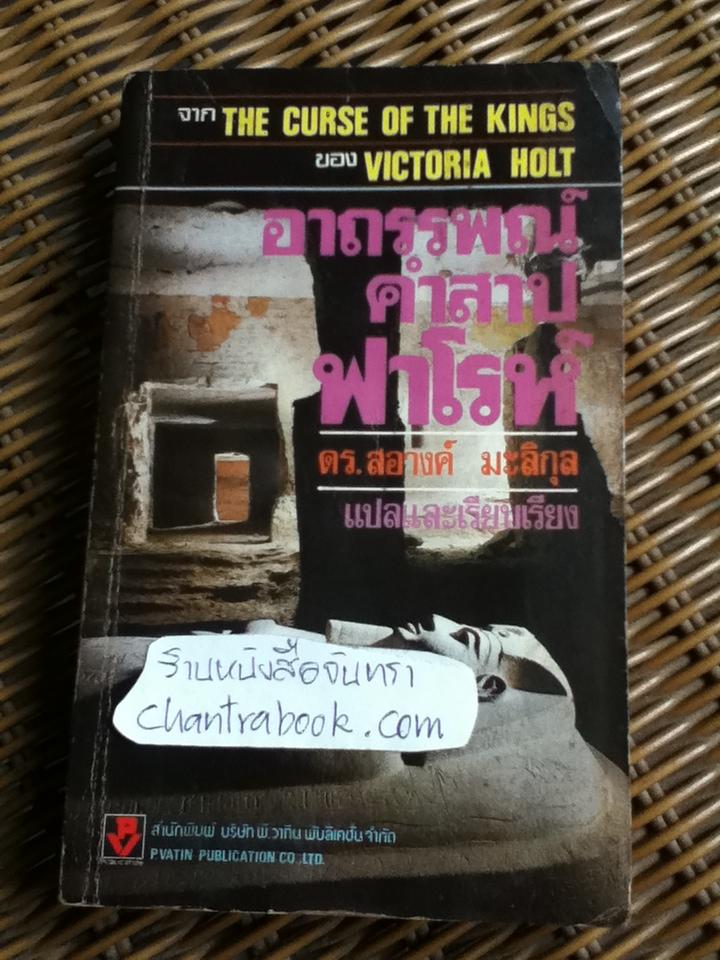 จาก THE CURSE OF THE KINGS
ของ VICTORIA HOLT
อาถรรพณ์
คำสาป
ฟาโรห์
ดร.สอางค์ มะลิกุล
แปลและเรียบเรียง
ร้านหนังสือจันทรา
chantrabook.com
PV
สำนักพิมพ์ บริษัท พี.วาทิน พับลิเคชั่น จำกัด
P.VATIN PUBLICATION CO.,LTD.